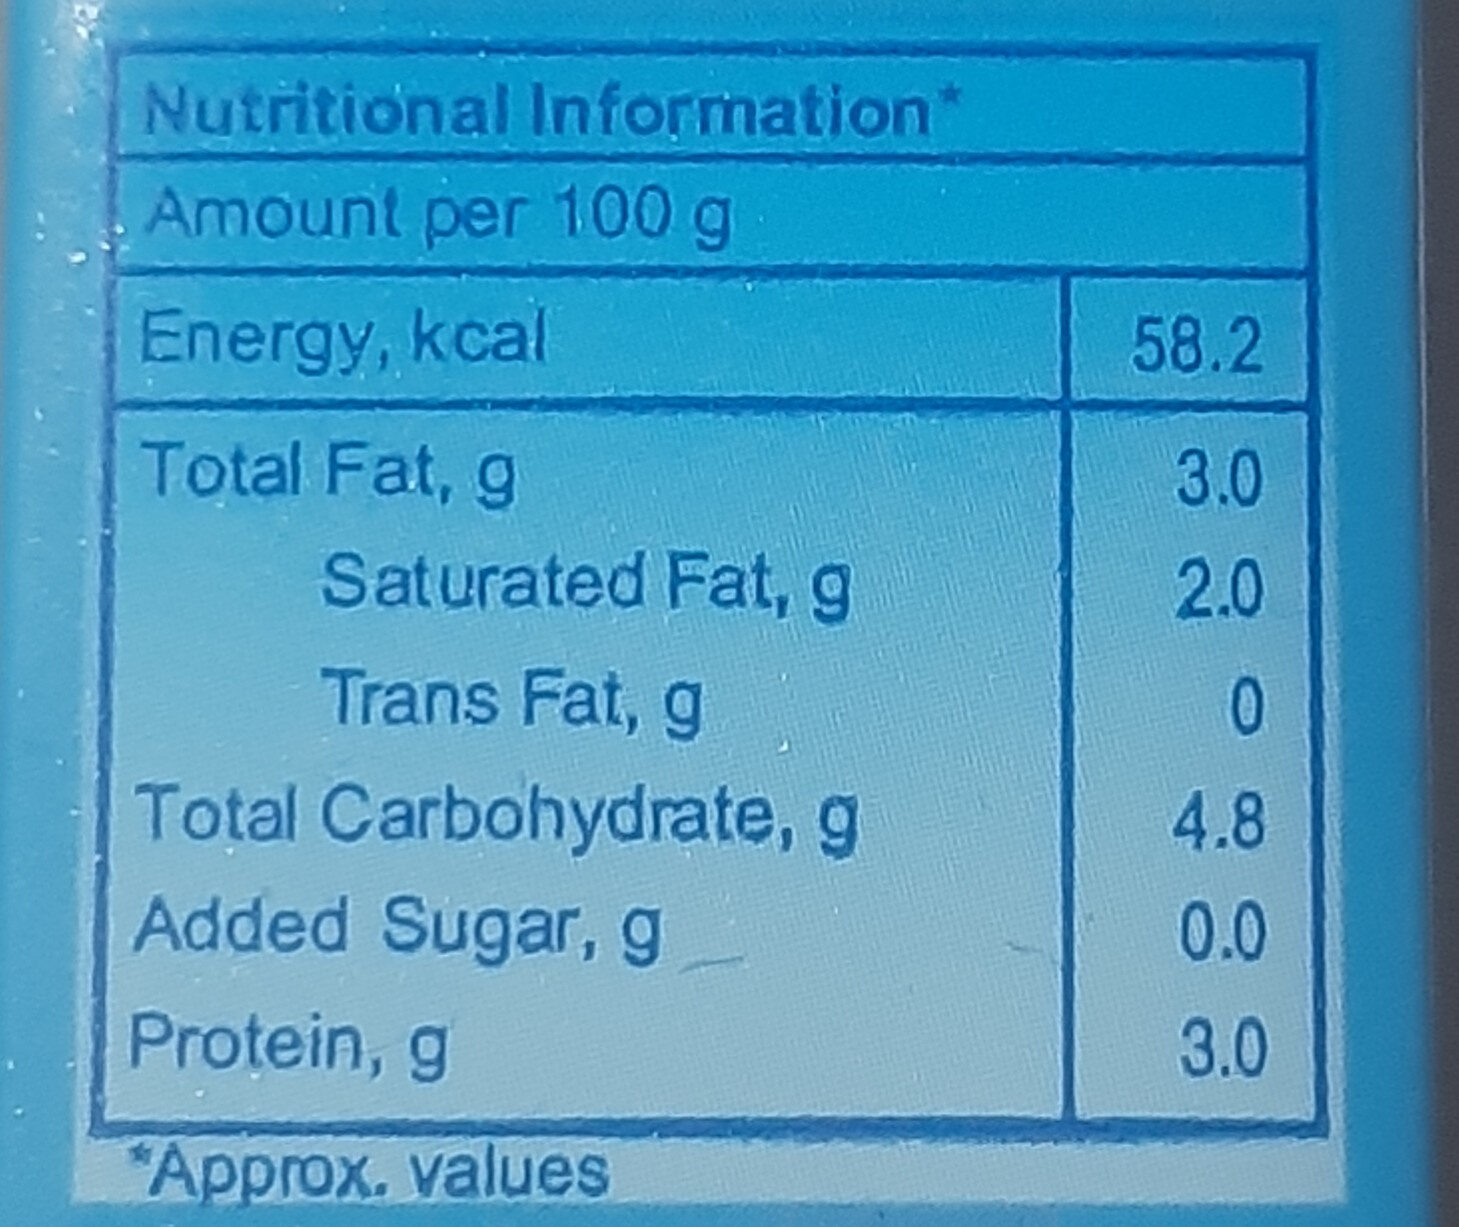 Nutritional Information*
Amount per 100 g
Energy, kcal 58.2
Total Fat, g 3.0
Saturated Fat, g 2.0
Trans Fat, g 0
Total Carbohydrate, g 4.8
Added Sugar, g 0.0
Protein, g 3.0
*Approx. values